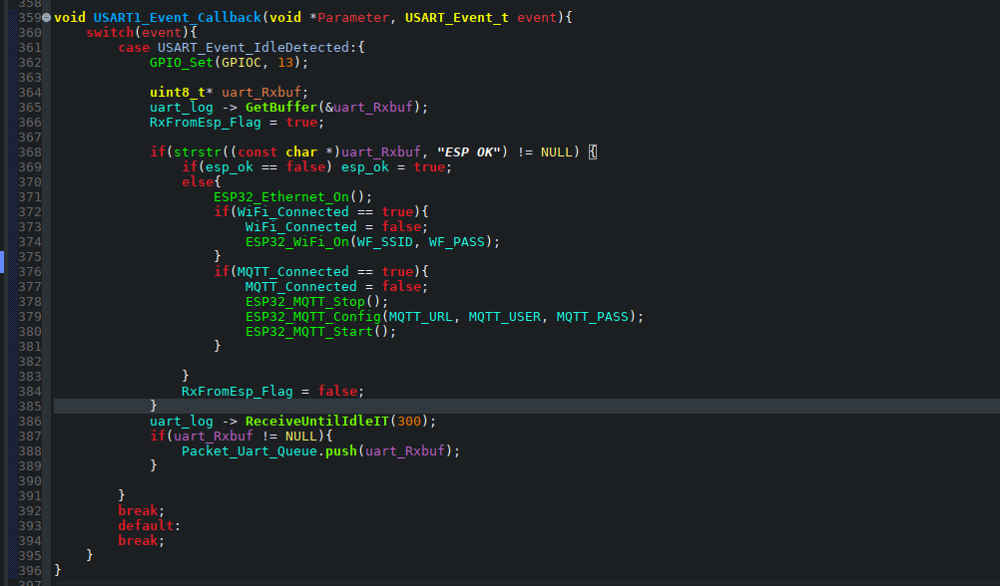 358
359 void USART1_Event_Callback(void *Parameter, USART_Event_t event){
360     switch(event){
361         case USART_Event_IdleDetected:{
362             GPIO_Set(GPIOC, 13);
363
364             uint8_t* uart_Rxbuf;
365             uart_log -> GetBuffer(&uart_Rxbuf);
366             RxFromEsp_Flag = true;
367
368             if(strstr((const char *)uart_Rxbuf, "ESP OK") != NULL) {
369                 if(esp_ok == false) esp_ok = true;
370                 else{
371                     ESP32_Ethernet_On();
372                     if(WiFi_Connected == true){
373                         WiFi_Connected = false;
374                         ESP32_WiFi_On(WF_SSID, WF_PASS);
375                     }
376                     if(MQTT_Connected == true){
377                         MQTT_Connected = false;
378                         ESP32_MQTT_Stop();
379                         ESP32_MQTT_Config(MQTT_URL, MQTT_USER, MQTT_PASS);
380                         ESP32_MQTT_Start();
381                     }
382
383                 }
384                 RxFromEsp_Flag = false;
385             }
386             uart_log -> ReceiveUntilIdleIT(300);
387             if(uart_Rxbuf != NULL){
388                 Packet_Uart_Queue.push(uart_Rxbuf);
389             }
390
391         }
392         break;
393         default:
394         break;
395     }
396 }
397